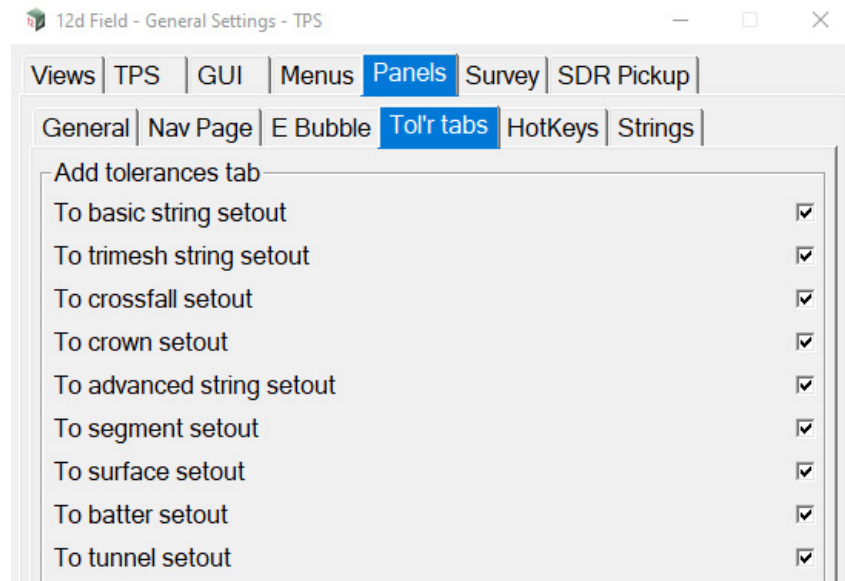 12d Field - General Settings - TPS
Views TPS GUI Menus Panels Survey SDR Pickup
General Nav Page E Bubble Tol'r tabs HotKeys Strings
Add tolerances tab
To basic string setout
To trimesh string setout
To crossfall setout
To crown setout
To advanced string setout
To segment setout
To surface setout
To batter setout
To tunnel setout